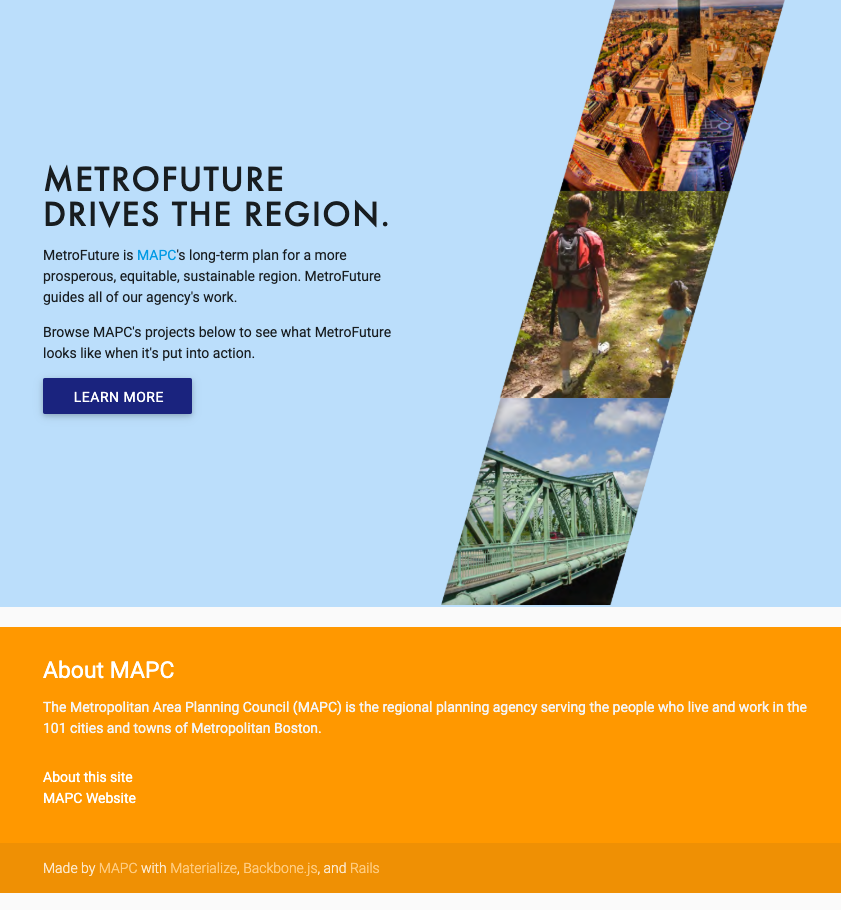 METROFUTURE
DRIVES THE REGION.
MetroFuture is MAPC's long-term plan for a more
prosperous, equitable, sustainable region. MetroFuture
guides all of our agency's work.
Browse MAPC's projects below to see what MetroFuture
looks like when it's put into action.
LEARN MORE
About MAPC
The Metropolitan Area Planning Council (MAPC) is the regional planning agency serving the people who live and work in the
101 cities and towns of Metropolitan Boston.
About this site
MAPC Website
Made by MAPC with Materialize, Backbone.js, and Rails